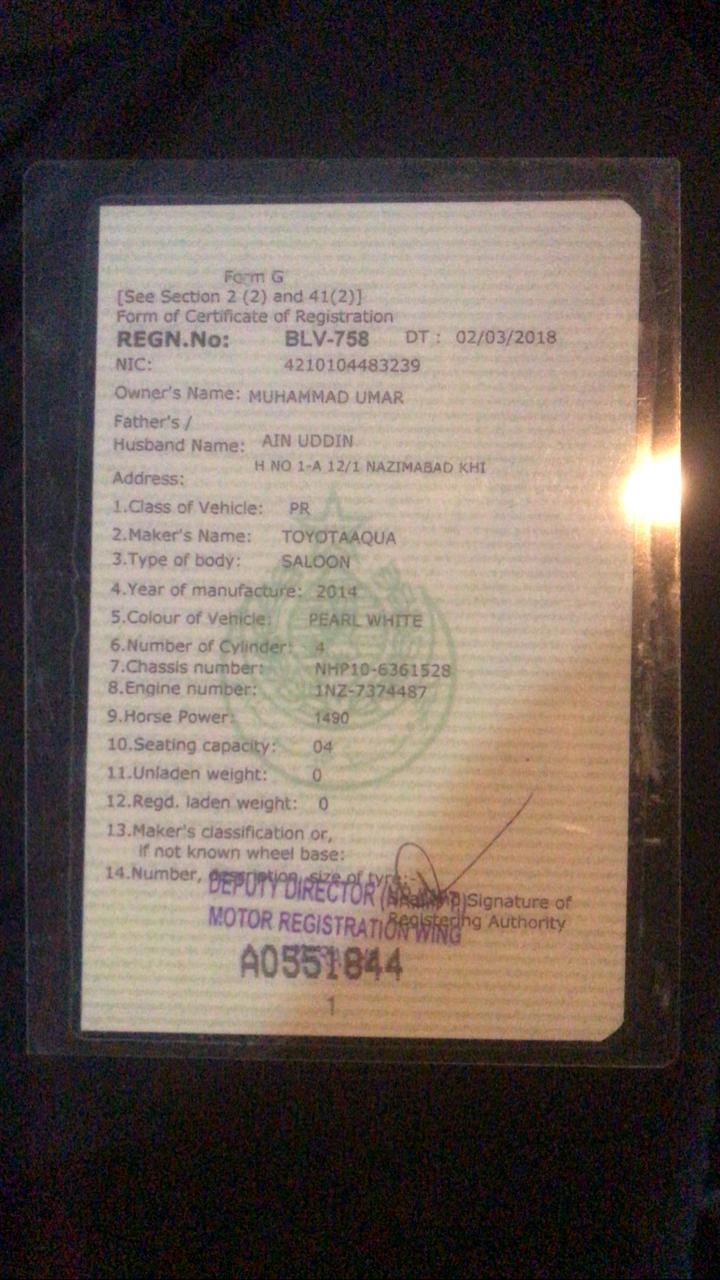 Form G
[See Section 2 (2) and 41(2)]
Form of Certificate of Registration
REGN.No: BLV-758 DT : 02/03/2018
NIC: 4210104483239
Owner's Name: MUHAMMAD UMAR
Father's /
Husband Name: AIN UDDIN
H NO 1-A 12/1 NAZIMABAD KHI
Address:
1.Class of Vehicle: PR
2.Maker's Name: TOYOTAAQUA
3.Type of body: SALOON
4.Year of manufacture: 2014
5.Colour of Vehicle: PEARL WHITE
6.Number of Cylinder: 4
7.Chassis number: NHP10-6361528
8.Engine number: 1NZ-7374487
9.Horse Power: 1490
10.Seating capacity: 04
11.Unladen weight: 0
12.Regd. laden weight: 0
13.Maker's classification or,
if not known wheel base:
14.Number, description, size of tyre:-
DEPUTY DIRECTOR
Signature of
MOTOR REGISTRATION WING
Registering Authority
A0551844
1